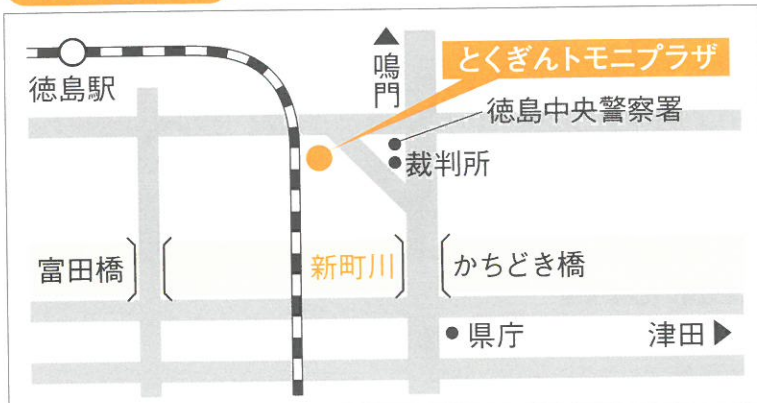 徳島駅
▲
鳴門
とくぎんトモニプラザ
徳島中央警察署
裁判所
富田橋
新町川
かちどき橋
県庁
津田▶